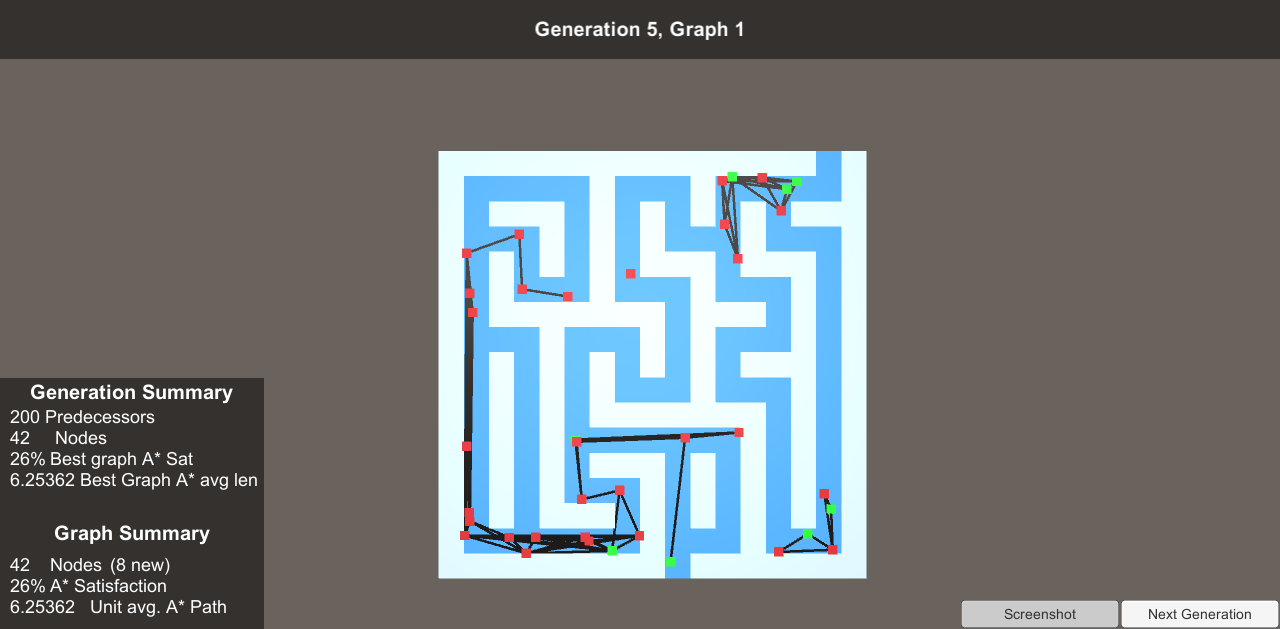 Generation 5, Graph 1
Generation Summary
200 Predecessors
42 Nodes
26% Best graph A* Sat
6.25362 Best Graph A* avg len
Graph Summary
42 Nodes (8 new)
26% A* Satisfaction
6.25362 Unit avg. A* Path
Screenshot
Next Generation